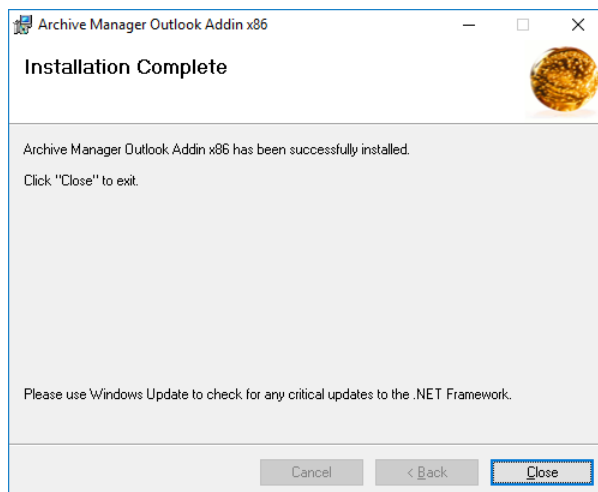 Archive Manager Outlook Addin x86
Installation Complete
Archive Manager Outlook Addin x86 has been successfully installed.
Click "Close" to exit.
Please use Windows Update to check for any critical updates to the .NET Framework.
Cancel
< Back
Close